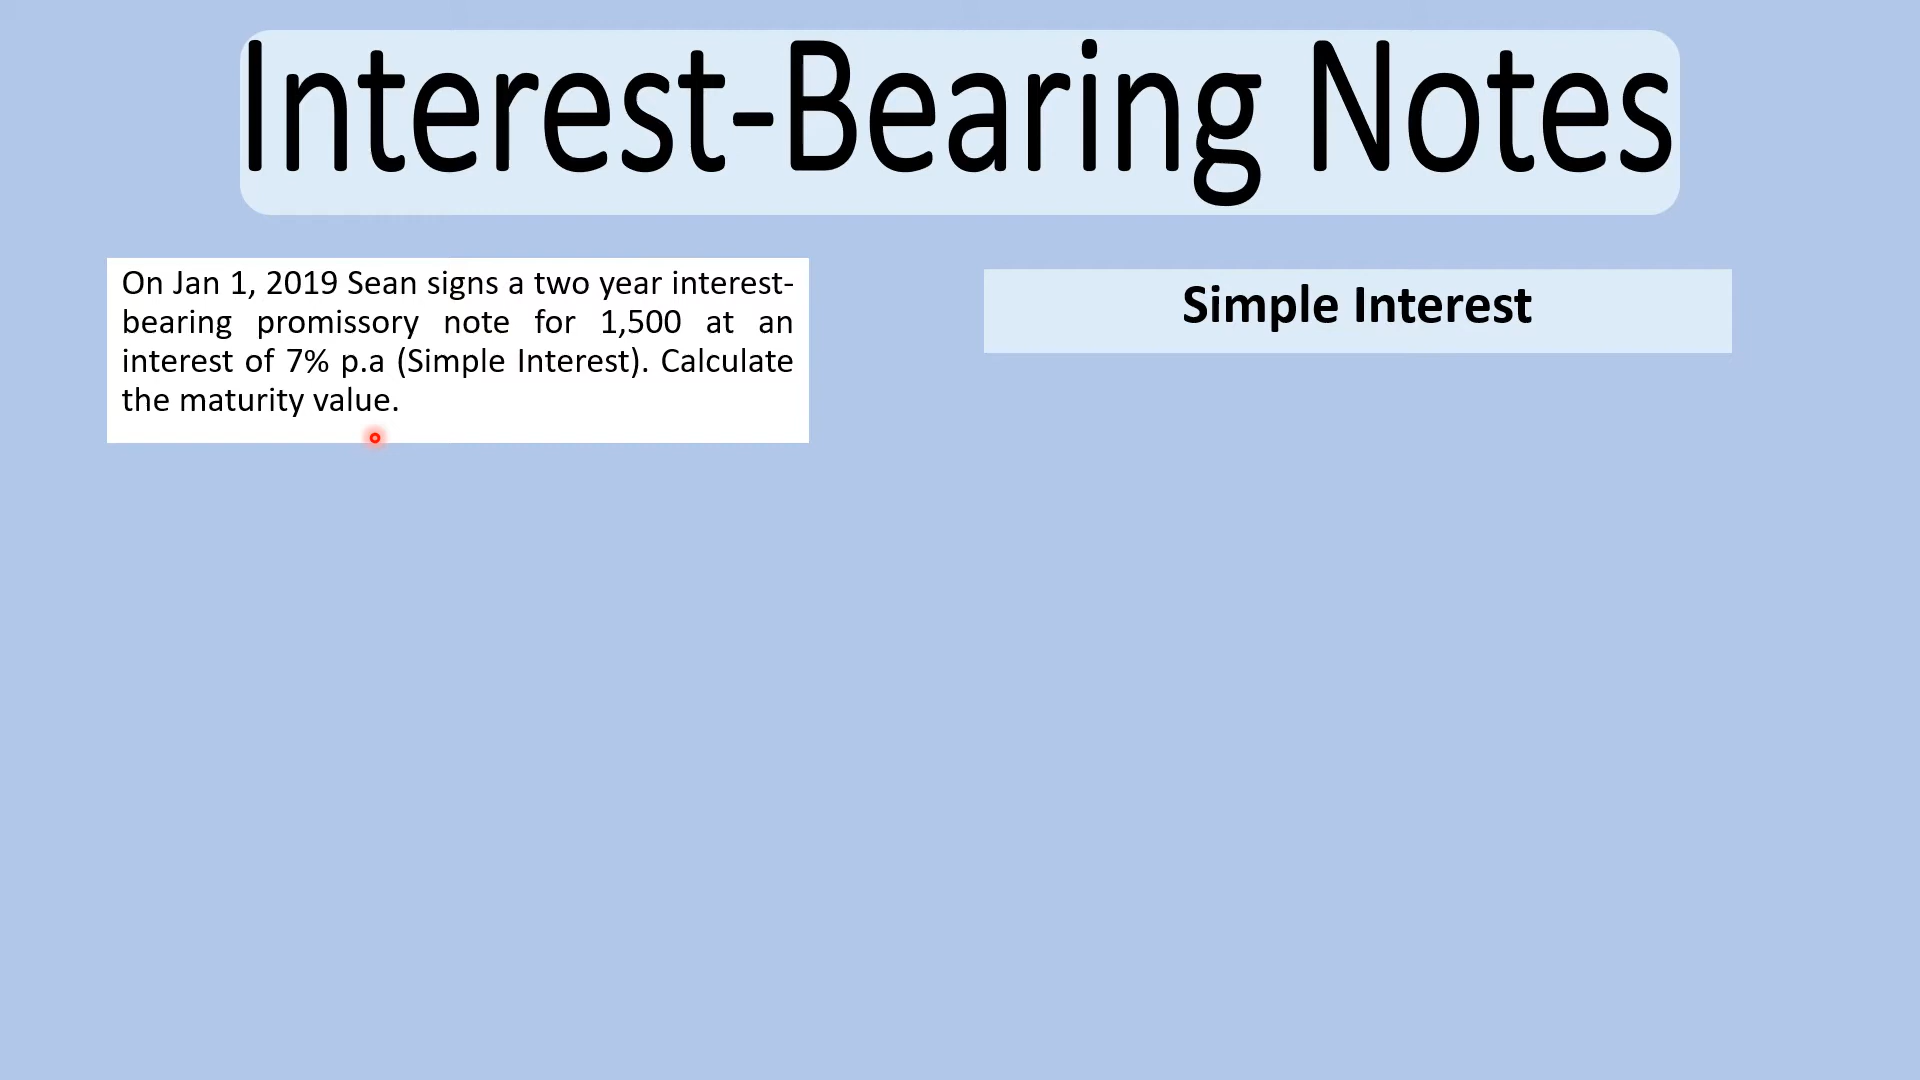 Interest-Bearing Notes
On Jan 1, 2019 Sean signs a two year interest-
bearing promissory note for 1,500 at an
interest of 7% p.a (Simple Interest). Calculate
the maturity value.
Simple Interest